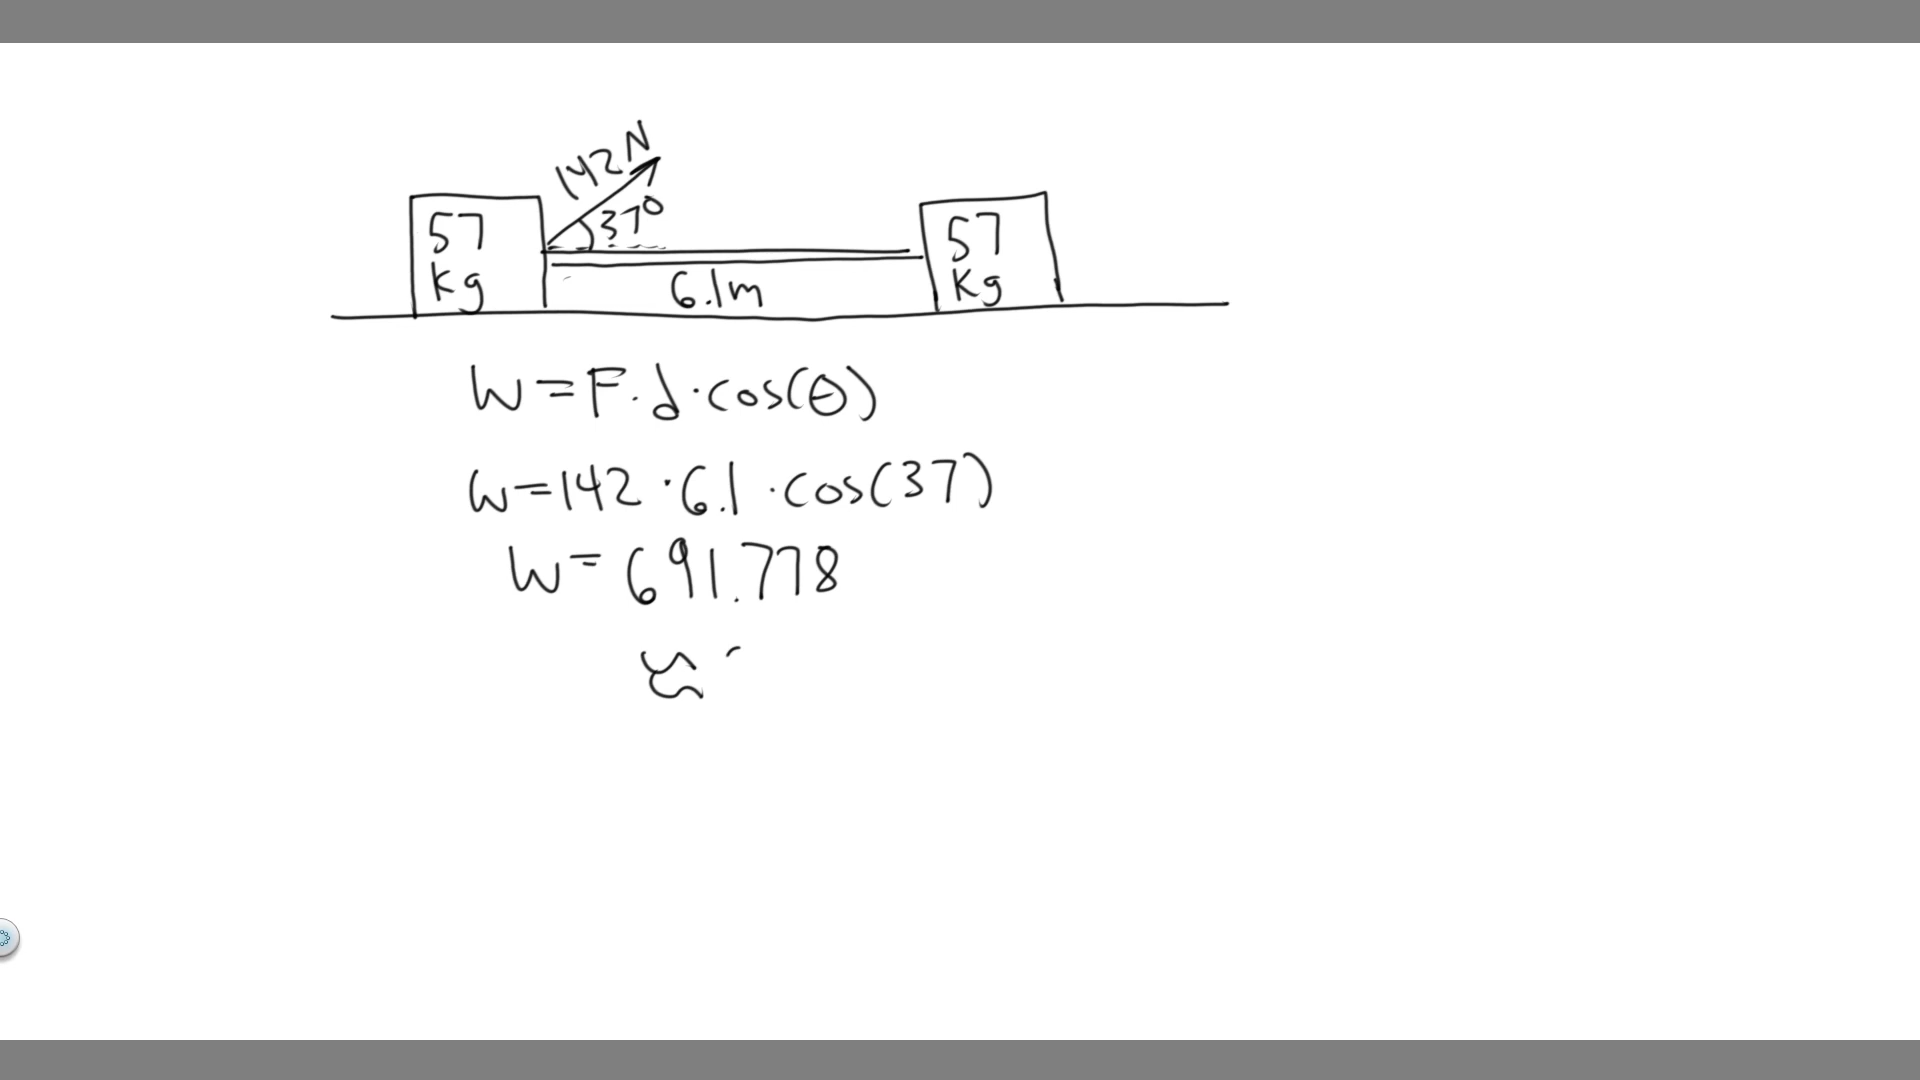 142N
37°
57
kg
6.1m
57
kg
W=F.d.cos(θ)
W=142·6.1·cos(37)
W=691.778
≈